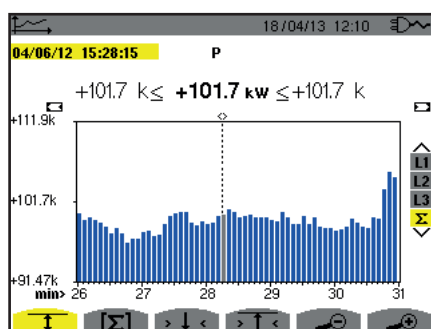 18/04/13 12:10
04/06/12 15:28:15 P
+101.7 k≤ +101.7 kW ≤+101.7 k
+111.9k
L1
L2
+101.7k
L3
Σ
+91.47k
min> 26 27 28 29 30 31
[Σ]